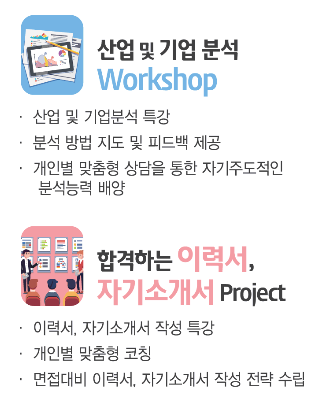 산업 및 기업 분석
Workshop
· 산업 및 기업분석 특강
· 분석 방법 지도 및 피드백 제공
· 개인별 맞춤형 상담을 통한 자기주도적인
분석능력 배양
합격하는 이력서,
자기소개서 Project
· 이력서, 자기소개서 작성 특강
· 개인별 맞춤형 코칭
· 면접대비 이력서, 자기소개서 작성 전략 수립